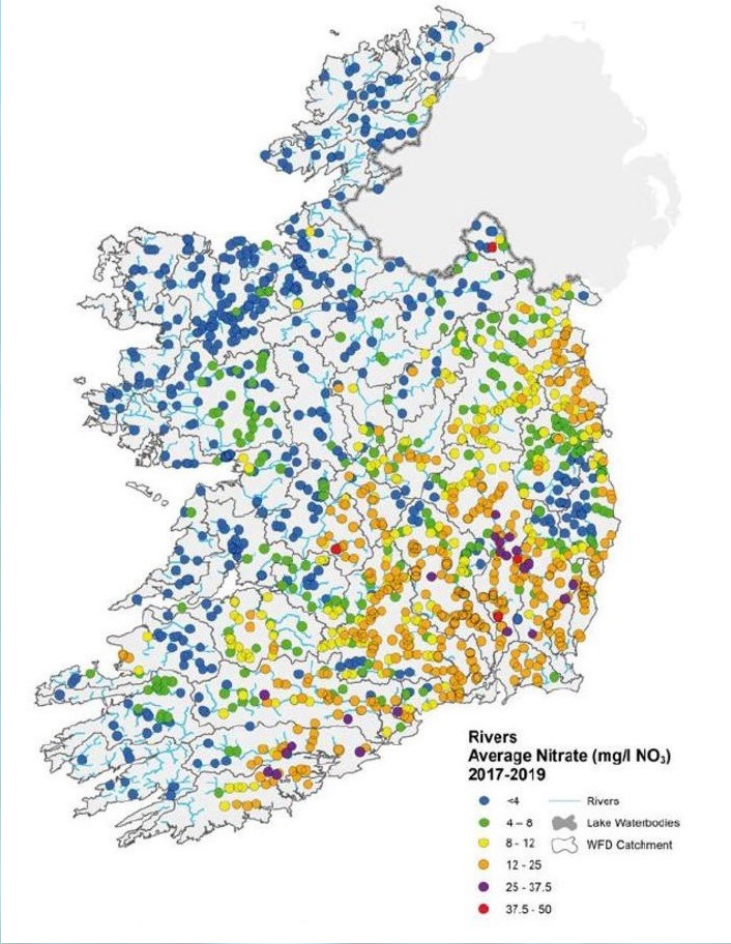 Rivers
Average Nitrate (mg/l NO₃)
2017-2019
<4
Rivers
4 – 8
Lake Waterbodies
8 - 12
WFD Catchment
12 - 25
25 - 37.5
37.5 - 50